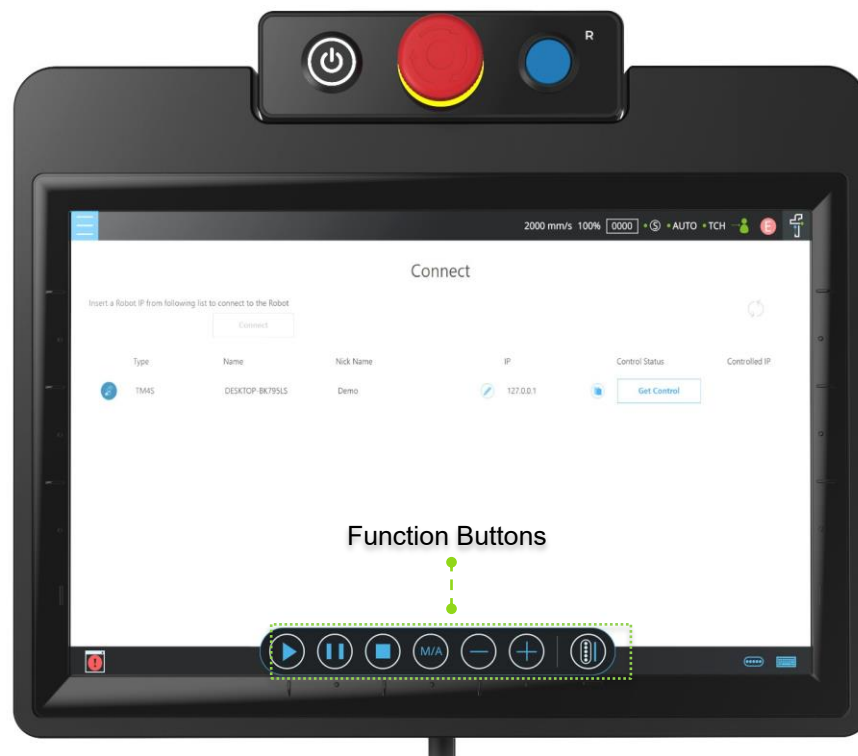 R
2000 mm/s 100% 0000 S AUTO TCH E
Connect
Insert a Robot IP from following list to connect to the Robot
Connect
Type Name Nick Name IP Control Status Controlled IP
TM4S DESKTOP-BK795LS Demo 127.0.0.1 Get Control
Function Buttons
M/A